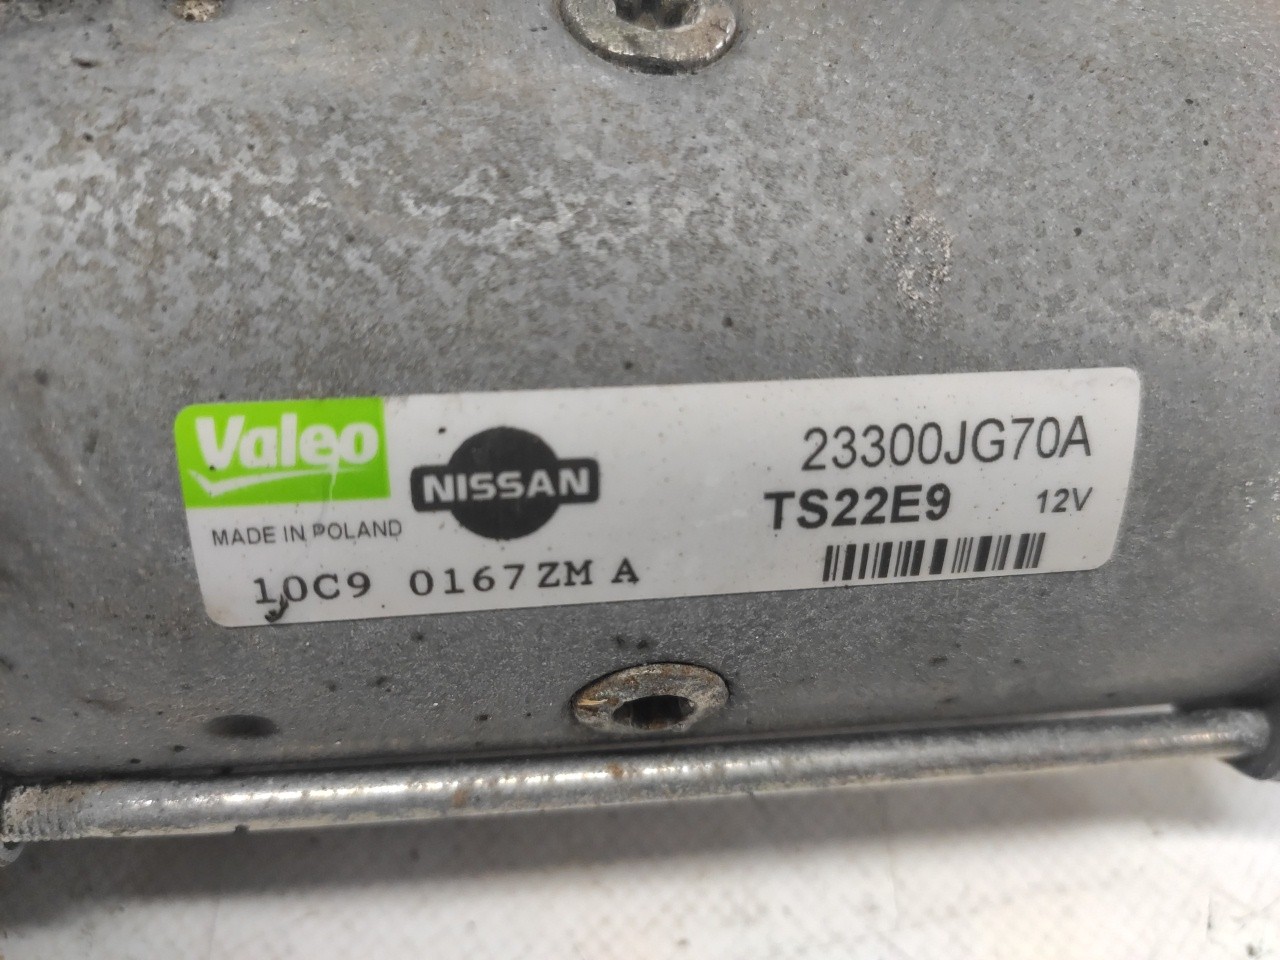 Valeo
NISSAN
23300JG70A
TS22E9 12V
MADE IN POLAND
10C9 0167ZM A